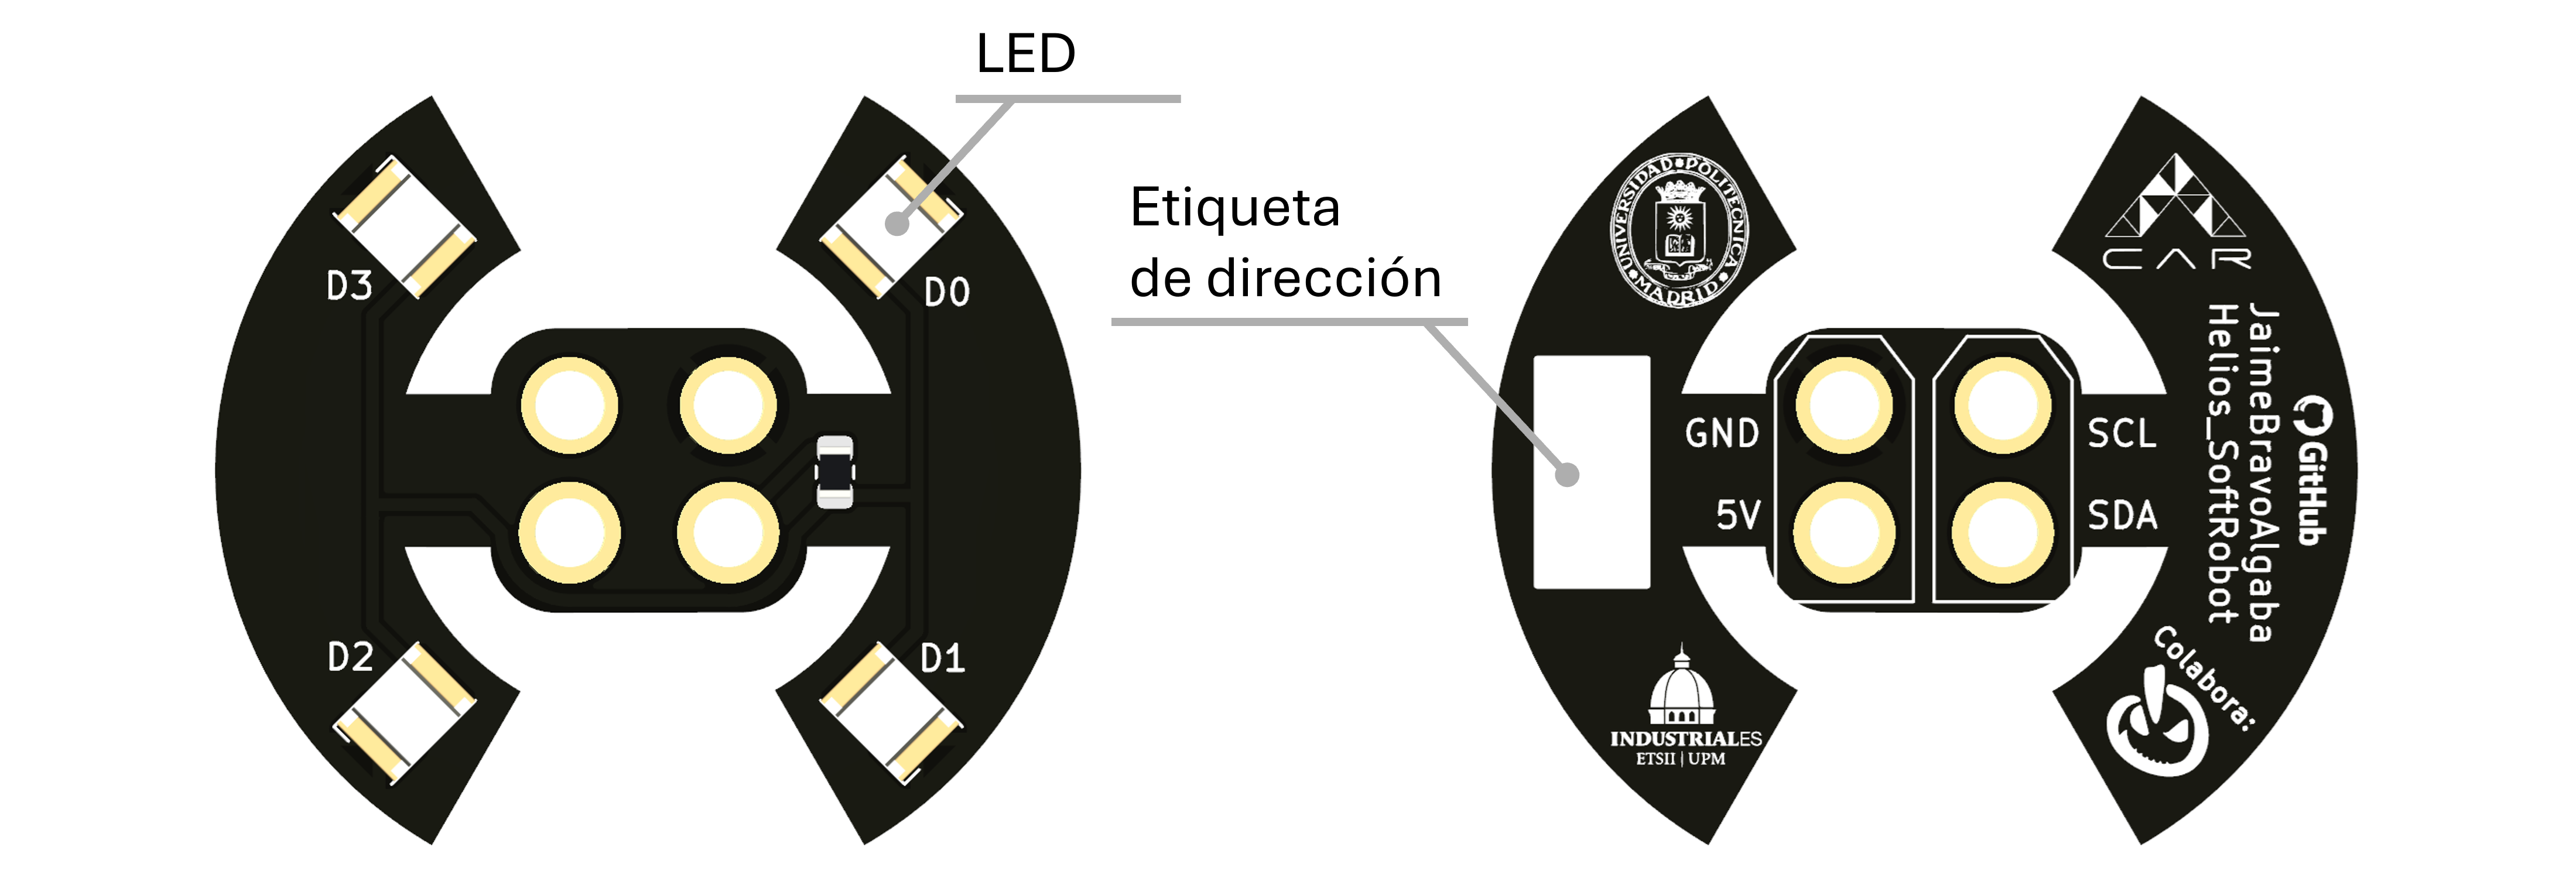 LED
Etiqueta
de dirección
D3
D0
D2
D1
UNIVERSIDAD POLITECNICA
MADRID
CAR
GND
5V
SCL
SDA
JaimeBravoAlgaba
Helios_SoftRobot
GitHub
Colabora:
INDUSTRIALES
ETSII | UPM